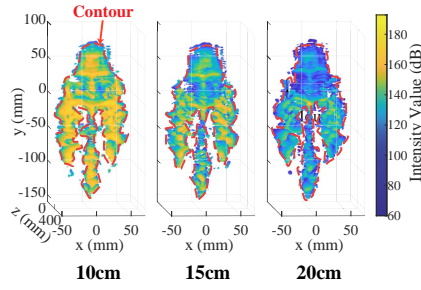 Contour
100
50
0
-50
-100
-150
0
400
y (mm)
z (mm)
-50 0 50
-50 0 50
-50 0 50
x (mm)
x (mm)
x (mm)
10cm
15cm
20cm
180
160
140
120
100
80
60
Intensity Value (dB)